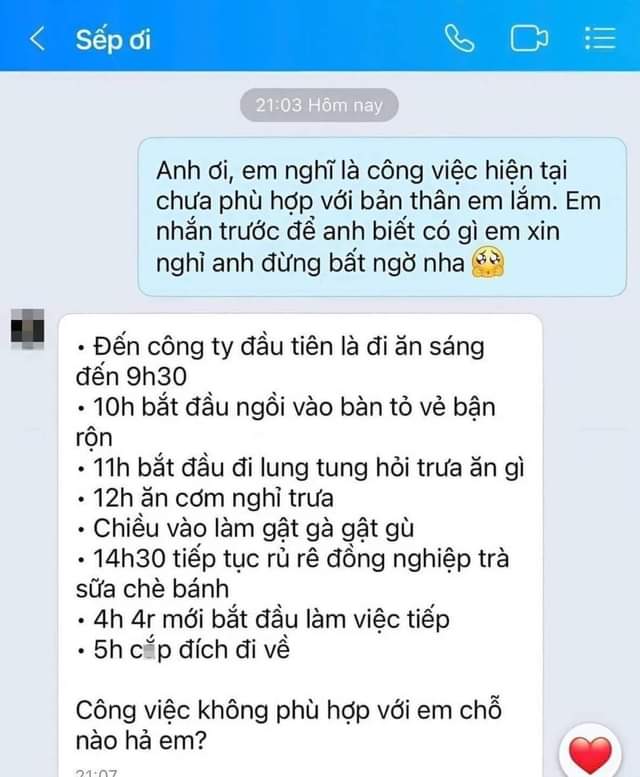 Sếp ơi
21:03 Hôm nay
Anh ơi, em nghĩ là công việc hiện tại
chưa phù hợp với bản thân em lắm. Em
nhắn trước để anh biết có gì em xin
nghỉ anh đừng bất ngờ nha 🥺
• Đến công ty đầu tiên là đi ăn sáng
đến 9h30
• 10h bắt đầu ngồi vào bàn tỏ vẻ bận
rộn
• 11h bắt đầu đi lung tung hỏi trưa ăn gì
• 12h ăn cơm nghỉ trưa
• Chiều vào làm gật gà gật gù
• 14h30 tiếp tục rủ rê đồng nghiệp trà
sữa chè bánh
• 4h 4r mới bắt đầu làm việc tiếp
• 5h đích đi về
Công việc không phù hợp với em chỗ
nào hả em?
21:07